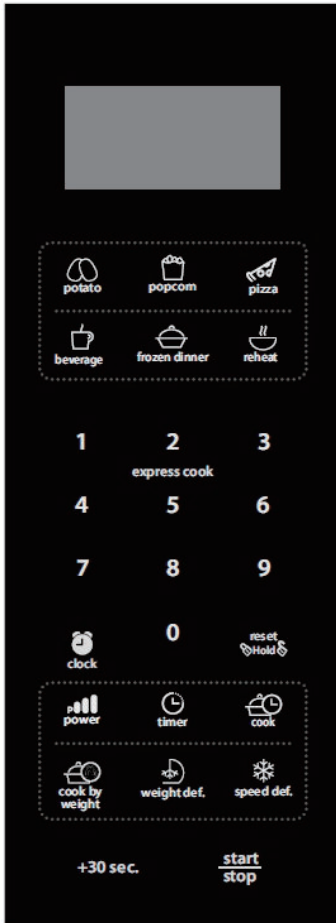 potato popcorn pizza
beverage frozen dinner reheat
1 2 3
express cook
4 5 6
7 8 9
0 reset
Hold
clock
P
power timer cook
cook by weight def. speed def.
weight
+30 sec. start
stop